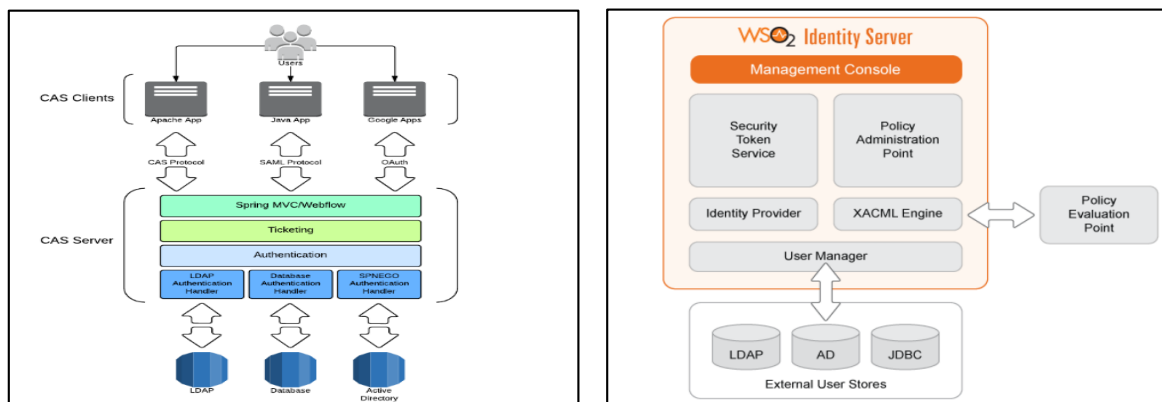 Users
CAS Clients
Apache App
Java App
Google Apps
CAS Protocol
SAML Protocol
OAuth
CAS Server
Spring MVC/Webflow
Ticketing
Authentication
LDAP
Authentication
Handler
Database
Authentication
Handler
SPNEGO
Authentication
Handler
LDAP
Database
Active
Directory
WSO2 Identity Server
Management Console
Security
Token
Service
Policy
Administration
Point
Identity Provider
XACML Engine
Policy
Evaluation
Point
User Manager
LDAP
AD
JDBC
External User Stores